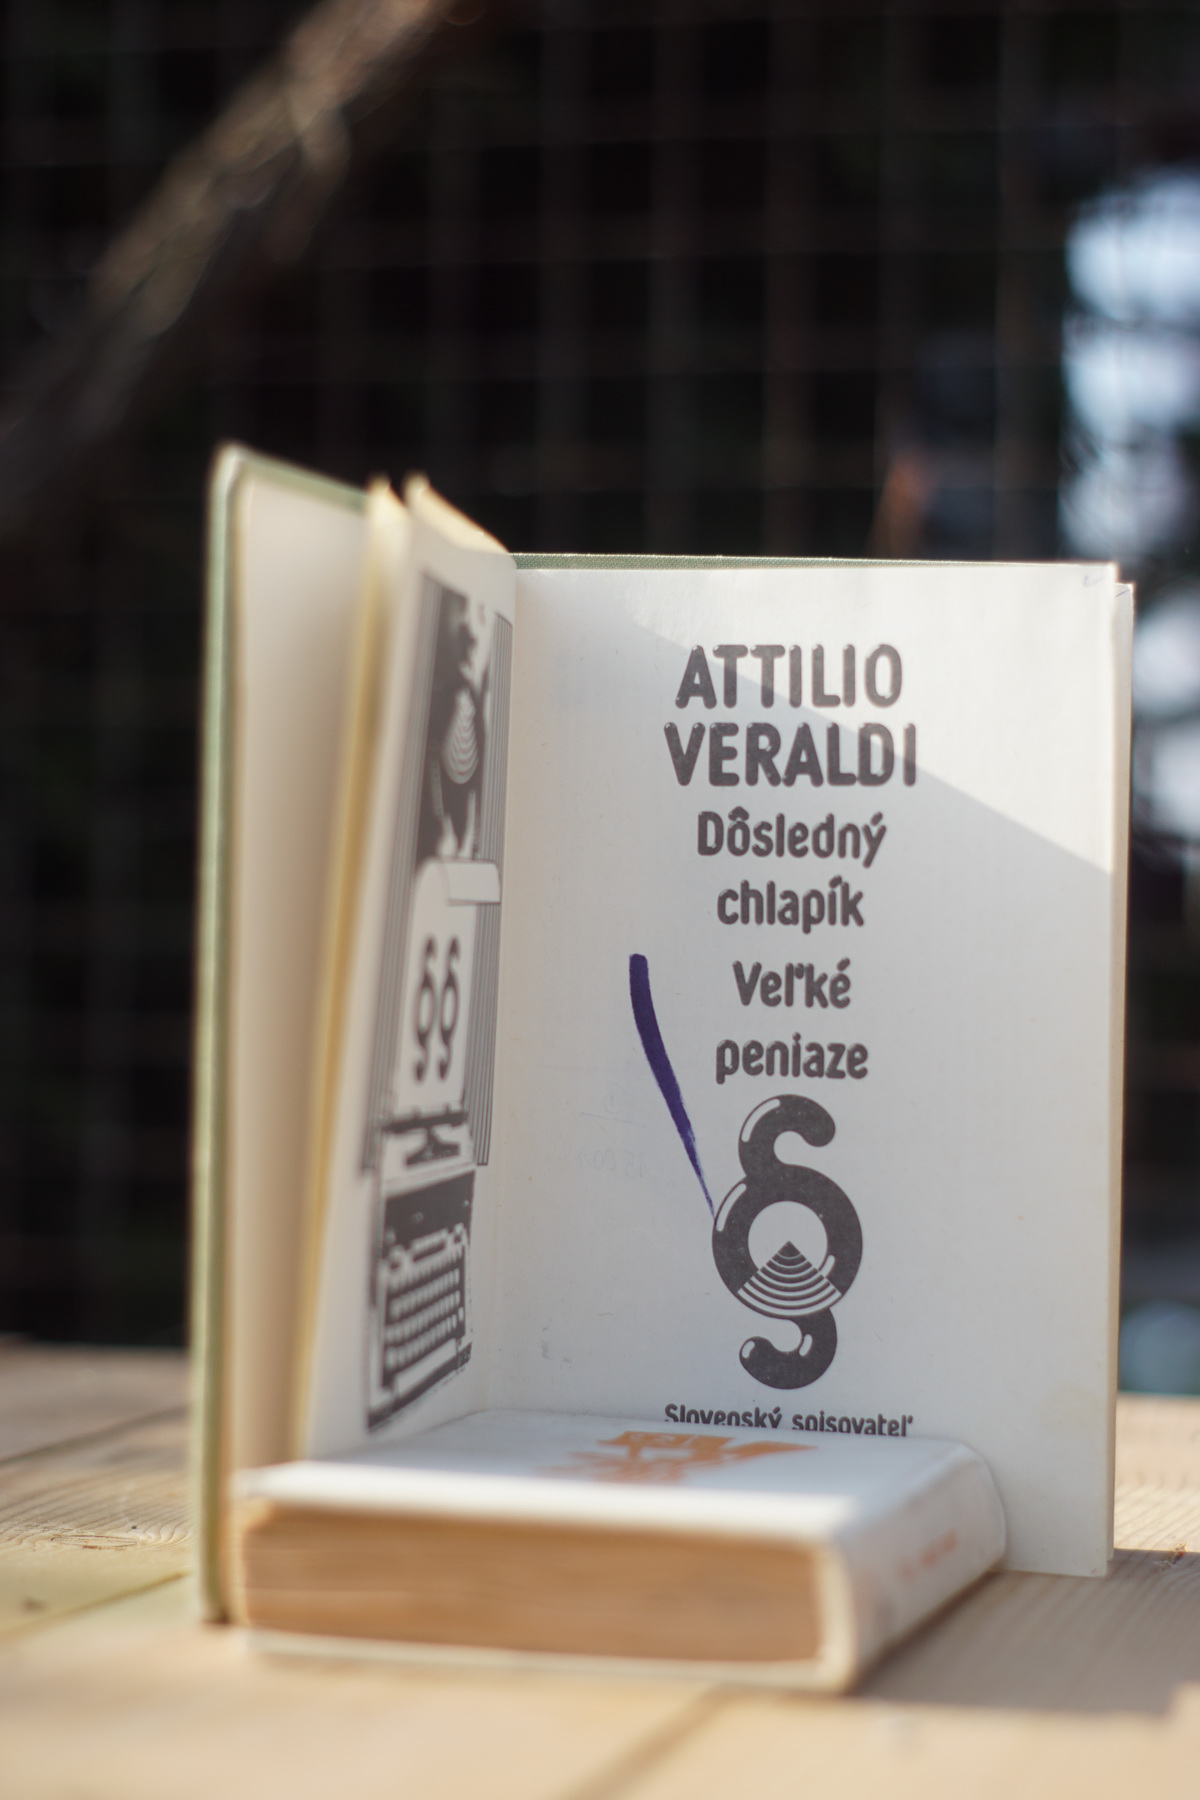 ATTILIO
VERALDI
Dôsledný
chlapík
Veľké
peniaze
§
Slovenský spisovateľ
§§